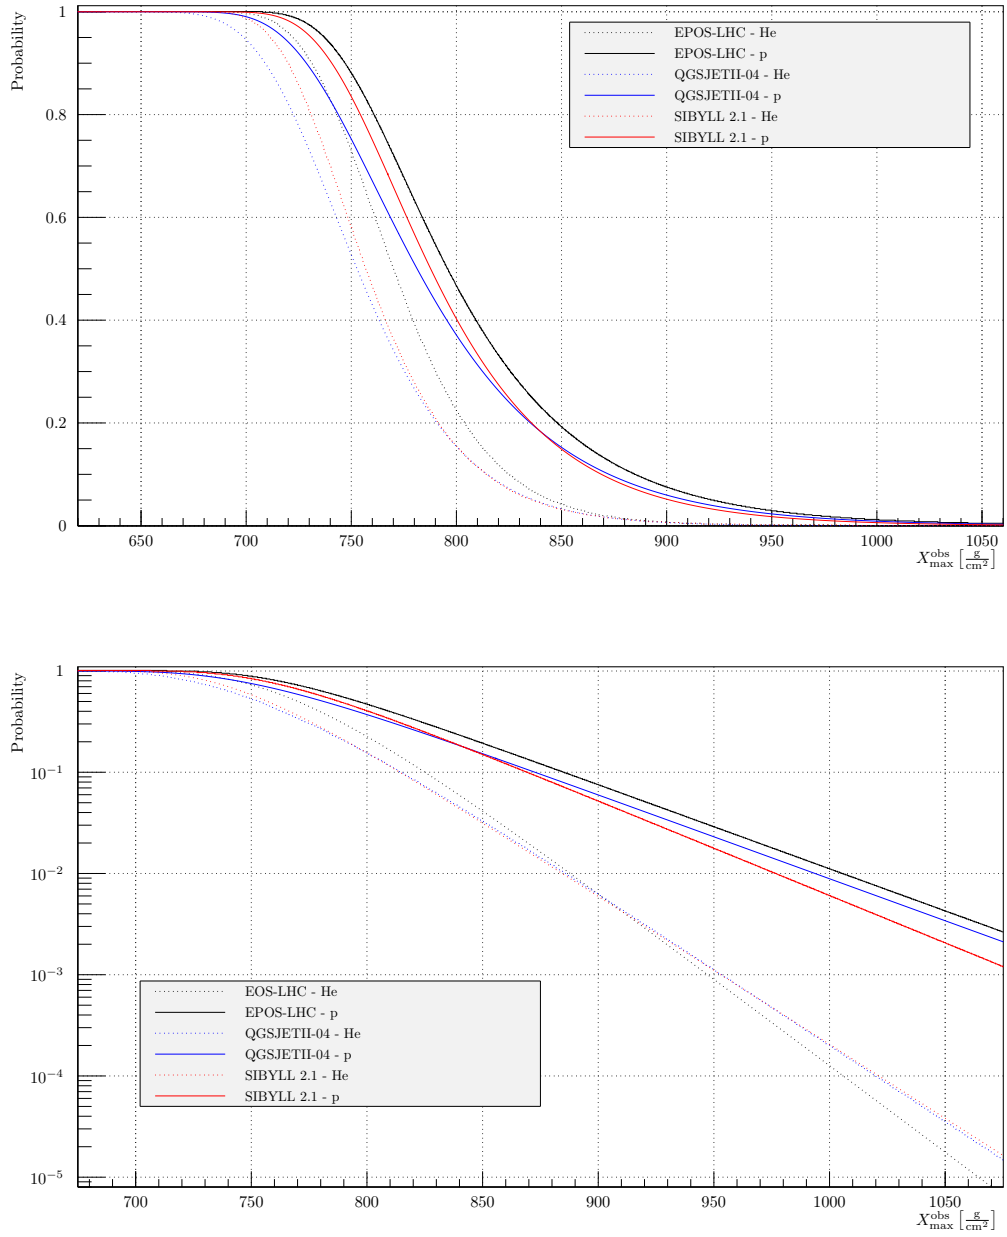 Probability
1
0.8
0.6
0.4
0.2
0
EPOS-LHC - He
EPOS-LHC - p
QGSJETII-04 - He
QGSJETII-04 - p
SIBYLL 2.1 - He
SIBYLL 2.1 - p
650 700 750 800 850 900 950 1000 1050
X_max^obs [g/cm²]
Probability
1
10⁻¹
10⁻²
10⁻³
10⁻⁴
10⁻⁵
EOS-LHC - He
EPOS-LHC - p
QGSJETII-04 - He
QGSJETII-04 - p
SIBYLL 2.1 - He
SIBYLL 2.1 - p
700 750 800 850 900 950 1000 1050
X_max^obs [g/cm²]